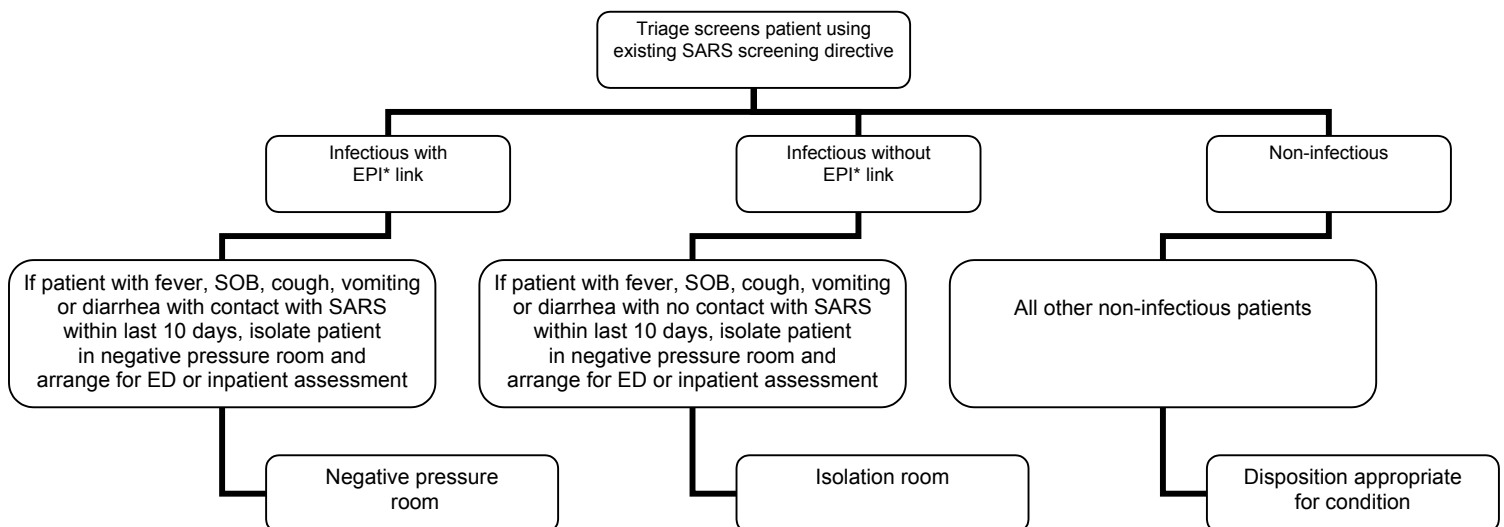 Triage screens patient using
existing SARS screening directive
Infectious with
EPI* link
Infectious without
EPI* link
Non-infectious
If patient with fever, SOB, cough, vomiting
or diarrhea with contact with SARS
within last 10 days, isolate patient
in negative pressure room and
arrange for ED or inpatient assessment
If patient with fever, SOB, cough, vomiting
or diarrhea with no contact with SARS
within last 10 days, isolate patient
in negative pressure room and
arrange for ED or inpatient assessment
All other non-infectious patients
Negative pressure
room
Isolation room
Disposition appropriate
for condition